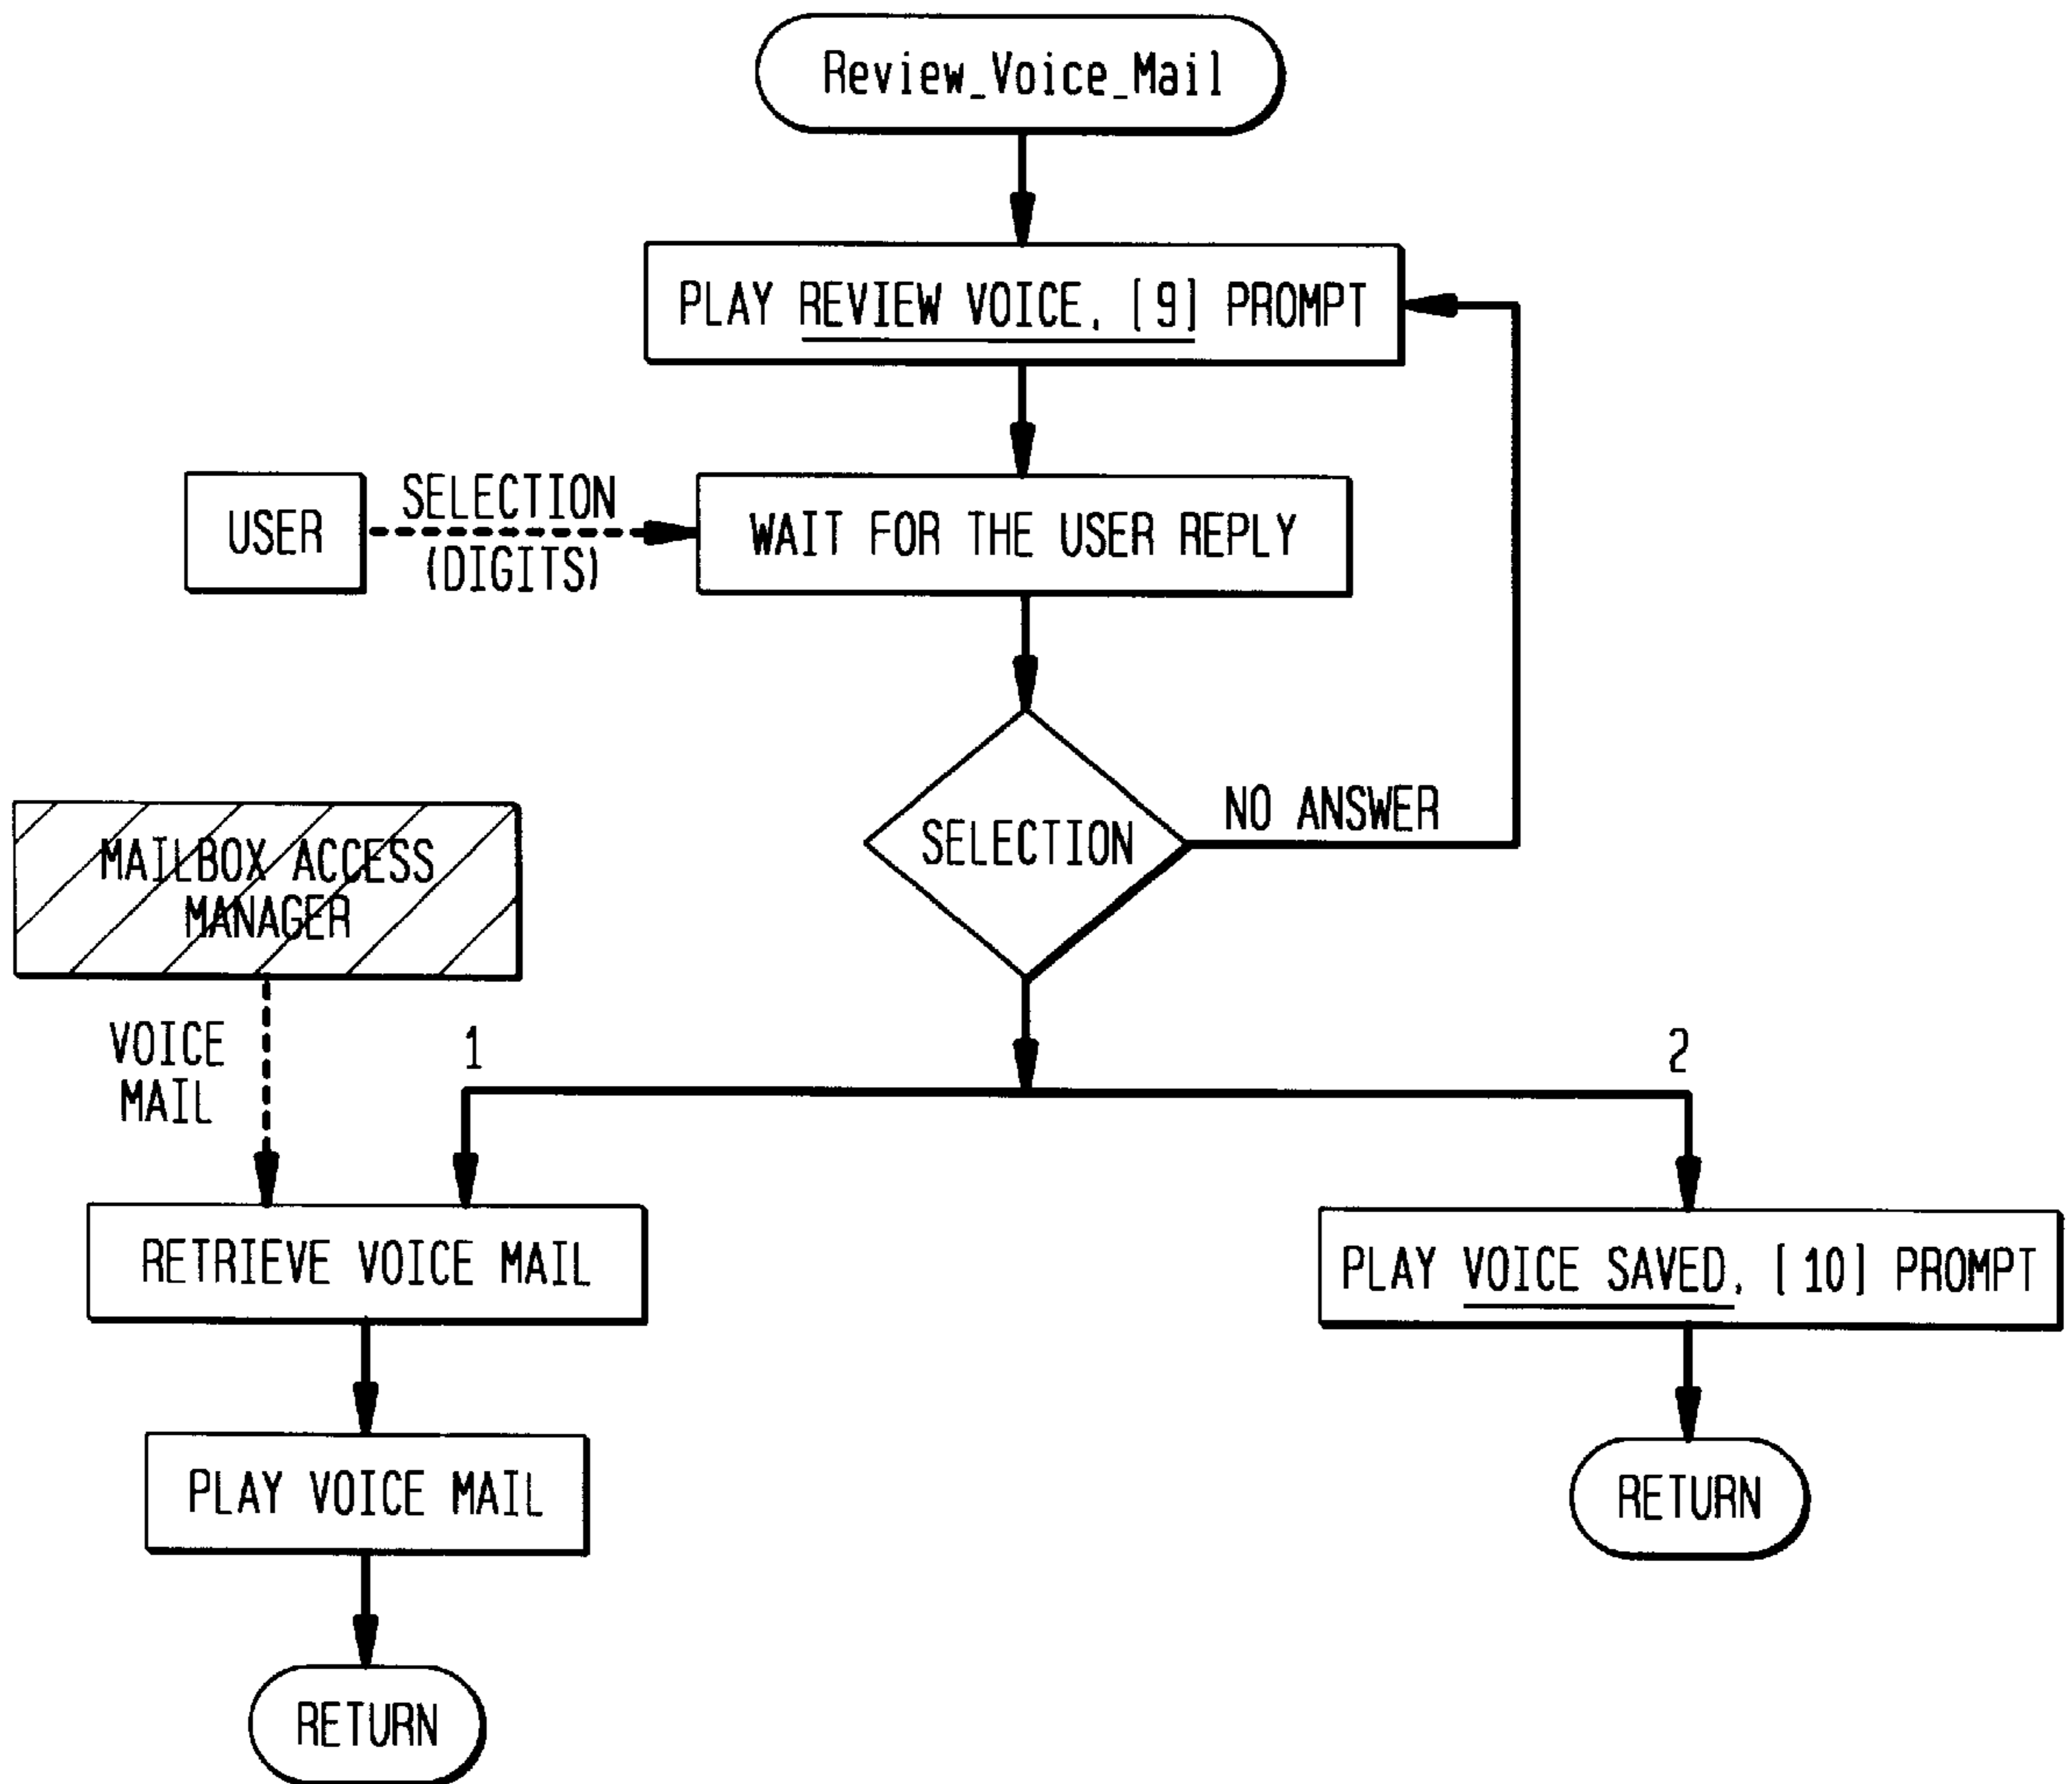 Review_Voice_Mail
PLAY REVIEW VOICE, [9] PROMPT
USER
SELECTION
(DIGITS)
WAIT FOR THE USER REPLY
SELECTION
NO ANSWER
MAILBOX ACCESS
MANAGER
VOICE
MAIL
1
2
RETRIEVE VOICE MAIL
PLAY VOICE SAVED, [10] PROMPT
PLAY VOICE MAIL
RETURN
RETURN